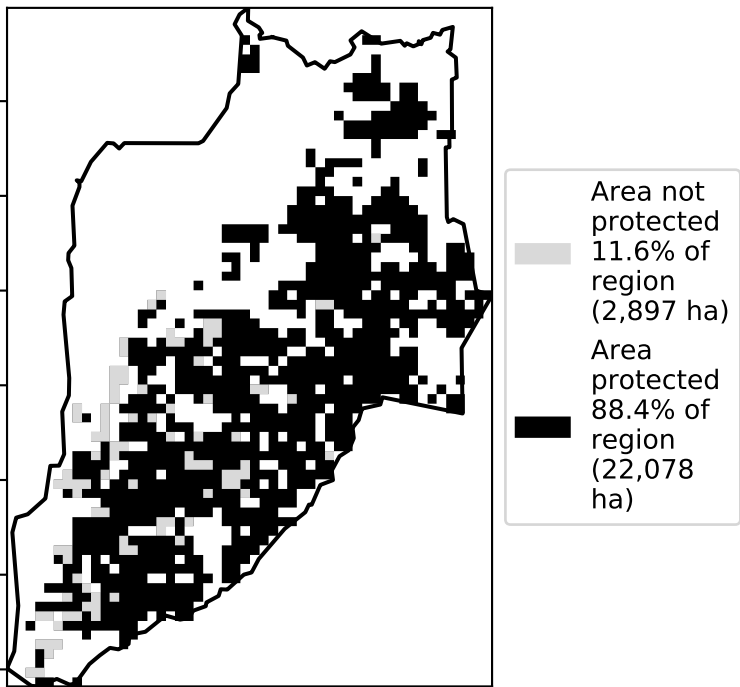 Area not
protected
11.6% of
region
(2,897 ha)
Area
protected
88.4% of
region
(22,078
ha)